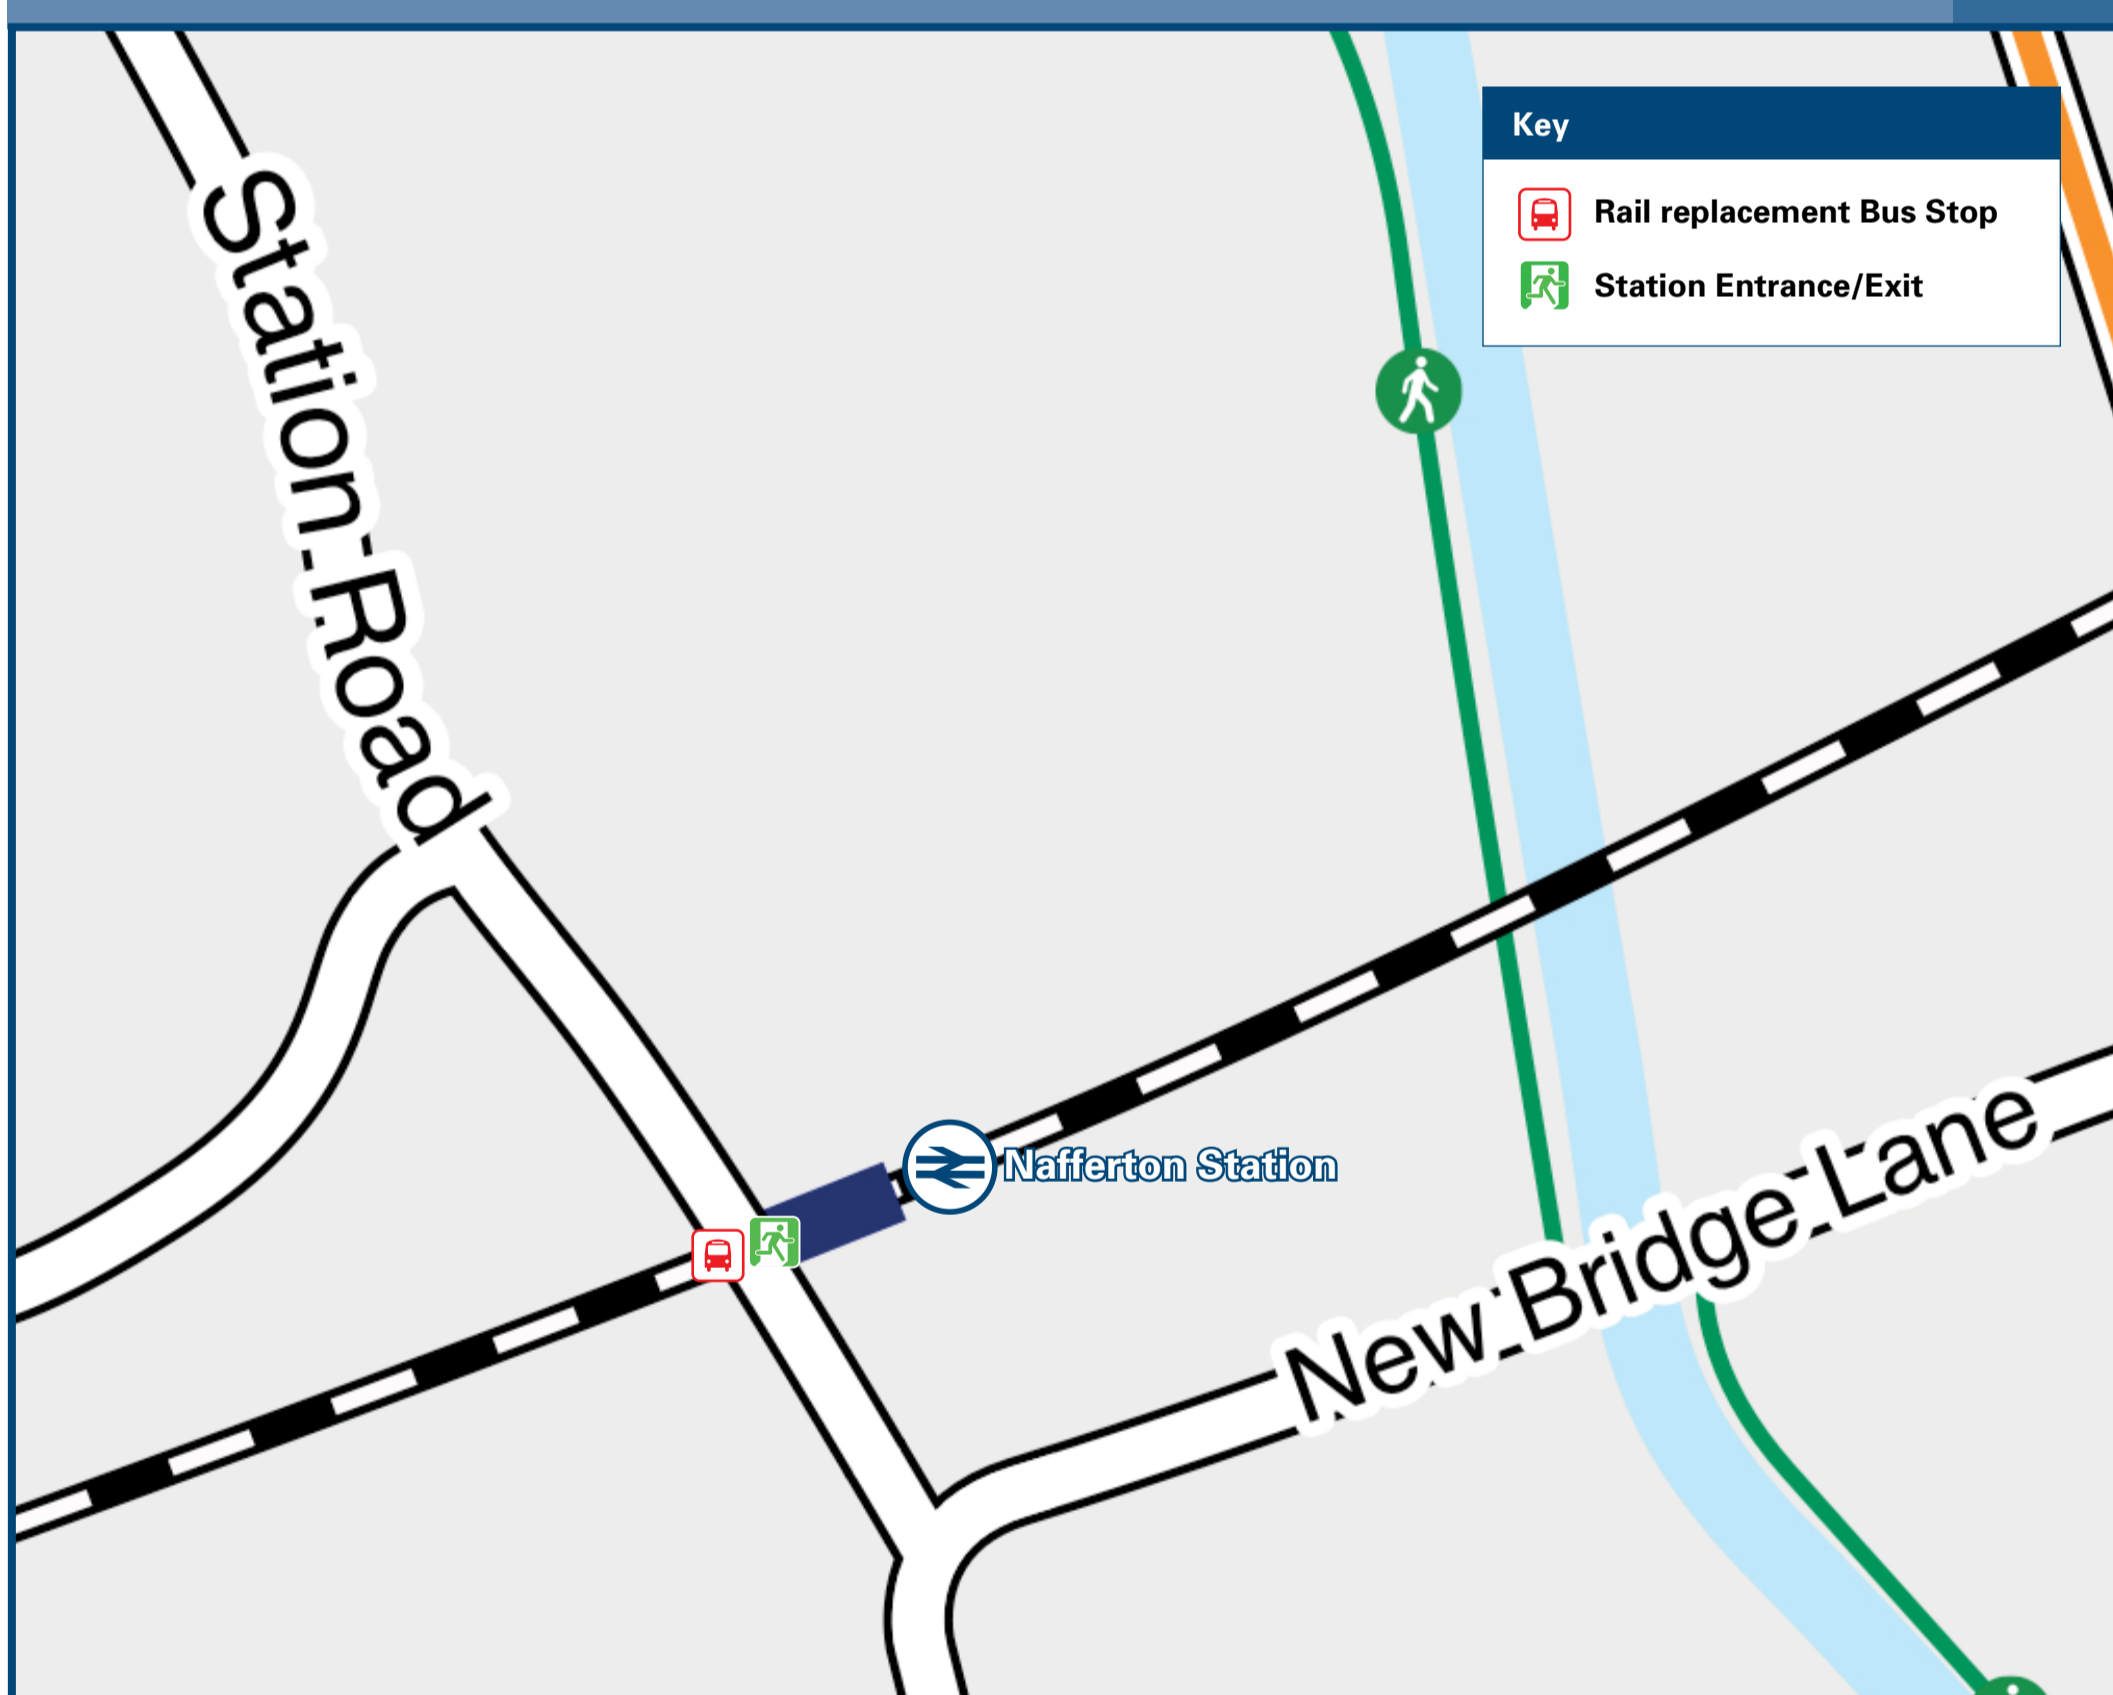 Key
Rail replacement Bus Stop
Station Entrance/Exit
Station Road
Nafferton Station
New Bridge Lane